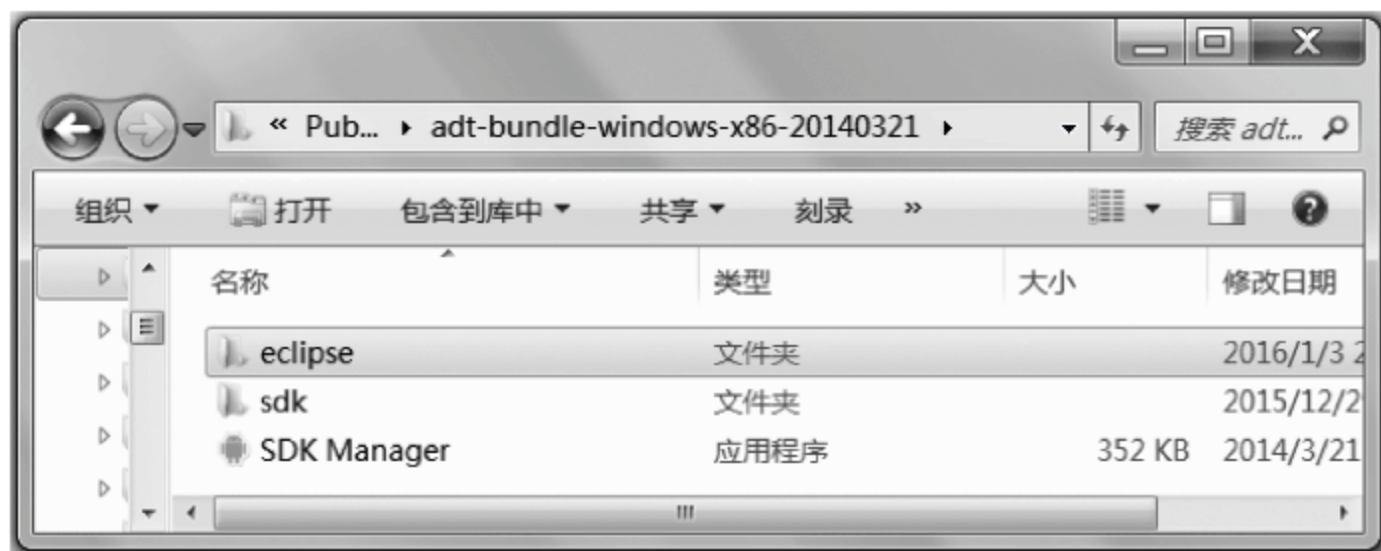 « Pub... ▸ adt-bundle-windows-x86-20140321 ▸ 搜索 adt...
组织 打开 包含到库中 共享 刻录 »
名称 类型 大小 修改日期
eclipse 文件夹 2016/1/3
sdk 文件夹 2015/12/2
SDK Manager 应用程序 352 KB 2014/3/21